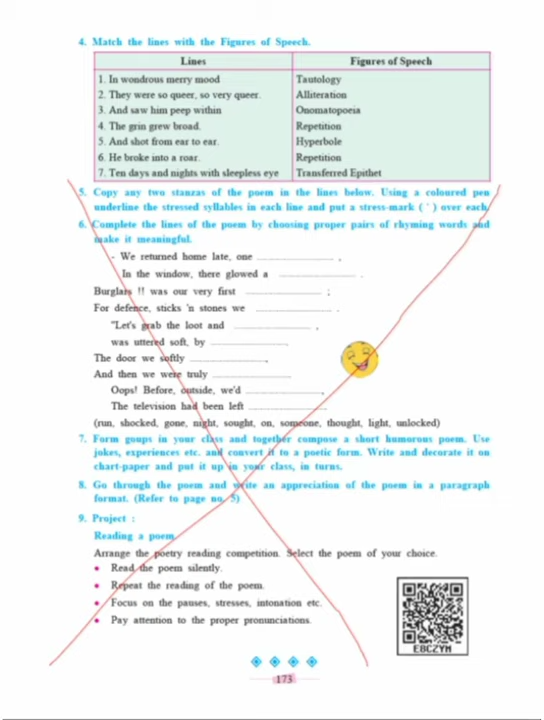 4. Match the lines with the Figures of Speech.
Lines Figures of Speech
1. In wondrous merry mood Tautology
2. They were so queer, so very queer. Alliteration
3. And saw him peep within Onomatopoeia
4. The grin grew broad. Repetition
5. And shot from ear to ear. Hyperbole
6. He broke into a roar. Repetition
7. Ten days and nights with sleepless eye Transferred Epithet
5. Copy any two stanzas of the poem in the lines below. Using a coloured pen
underline the stressed syllables in each line and put a stress-mark ( ` ) over each.
6. Complete the lines of the poem by choosing proper pairs of rhyming words and
make it meaningful.
- We returned home late, one .............................. ,
In the window, there glowed a .............................. .
Burglars !! was our very first .............................. ;
For defence, sticks 'n stones we .............................. .
"Let's grab the loot and .............................. ,
was uttered soft, by .............................. .
The door we softly .............................. ,
And then we were truly ..............................
Oops! Before, outside, we'd .............................. ,
The television had been left .............................. .
(run, shocked, gone, night, sought, on, someone, thought, light, unlocked)
7. Form goups in your class and together compose a short humorous poem. Use
jokes, experiences etc. and convert it to a poetic form. Write and decorate it on
chart-paper and put it up in your class, in turns.
8. Go through the poem and write an appreciation of the poem in a paragraph
format. (Refer to page no. 5)
9. Project :
Reading a poem
Arrange the poetry reading competition. Select the poem of your choice.
• Read the poem silently.
• Repeat the reading of the poem.
• Focus on the pauses, stresses, intonation etc.
• Pay attention to the proper pronunciations.
E8CZYM
173